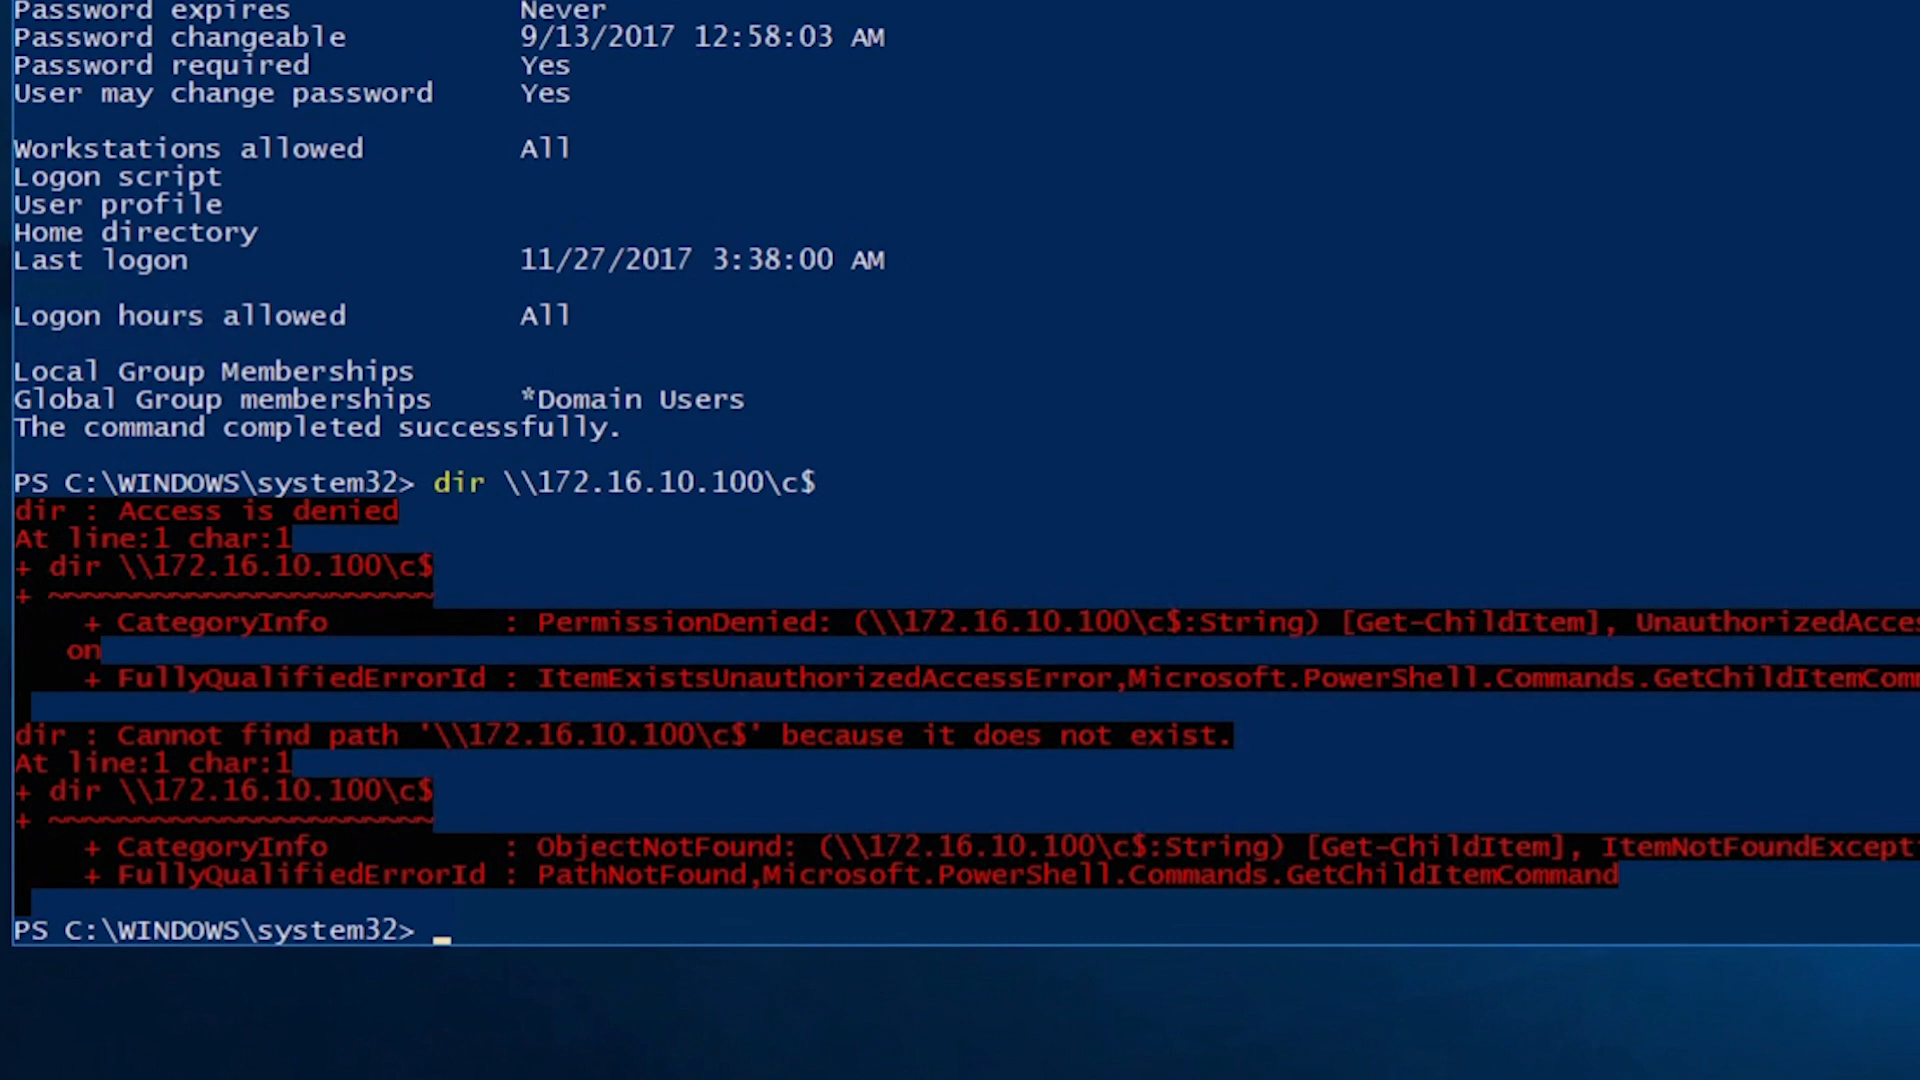 Password expires Never
Password changeable 9/13/2017 12:58:03 AM
Password required Yes
User may change password Yes
Workstations allowed All
Logon script
User profile
Home directory
Last logon 11/27/2017 3:38:00 AM
Logon hours allowed All
Local Group Memberships
Global Group memberships *Domain Users
The command completed successfully.
PS C:\WINDOWS\system32> dir \\172.16.10.100\c$
dir : Access is denied
At line:1 char:1
+ dir \\172.16.10.100\c$
+ ~~~~~~~~~~~~~~~~~~~~~~
+ CategoryInfo : PermissionDenied: (\\172.16.10.100\c$:String) [Get-ChildItem], UnauthorizedAcces
on
+ FullyQualifiedErrorId : ItemExistsUnauthorizedAccessError,Microsoft.PowerShell.Commands.GetChildItemComm
dir : Cannot find path '\\172.16.10.100\c$' because it does not exist.
At line:1 char:1
+ dir \\172.16.10.100\c$
+ ~~~~~~~~~~~~~~~~~~~~~~
+ CategoryInfo : ObjectNotFound: (\\172.16.10.100\c$:String) [Get-ChildItem], ItemNotFoundExcepti
+ FullyQualifiedErrorId : PathNotFound,Microsoft.PowerShell.Commands.GetChildItemCommand
PS C:\WINDOWS\system32> _